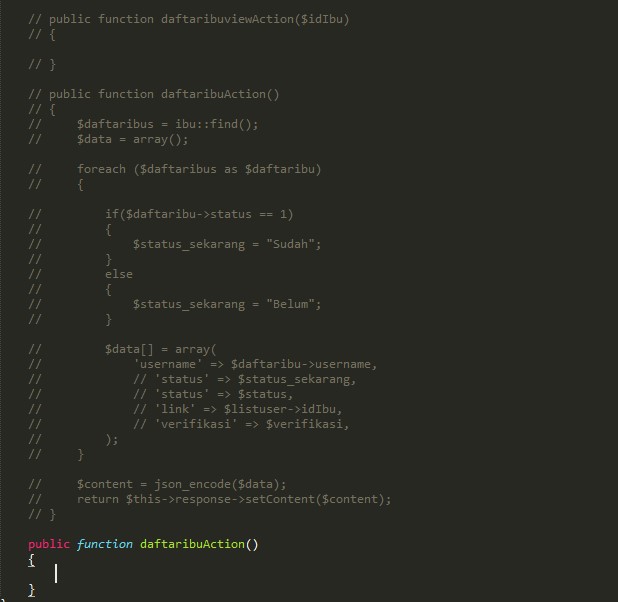 // public function daftaribuviewAction($idIbu)
// {
// }
// public function daftaribuAction()
// {
//     $daftaribus = ibu::find();
//     $data = array();
//     foreach ($daftaribus as $daftaribu)
//     {
//         if($daftaribu->status == 1)
//         {
//             $status_sekarang = "Sudah";
//         }
//         else
//         {
//             $status_sekarang = "Belum";
//         }
//         $data[] = array(
//             'username' => $daftaribu->username,
//             // 'status' => $status_sekarang,
//             // 'status' => $status,
//             // 'link' => $listuser->idIbu,
//             // 'verifikasi' => $verifikasi,
//         );
//     }
//     $content = json_encode($data);
//     return $this->response->setContent($content);
// }
public function daftaribuAction()
{
}
}